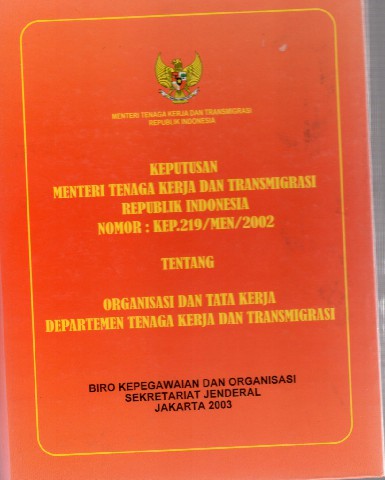 MENTERI TENAGA KERJA DAN TRANSMIGRASI
REPUBLIK INDONESIA
KEPUTUSAN
MENTERI TENAGA KERJA DAN TRANSMIGRASI
REPUBLIK INDONESIA
NOMOR : KEP.219/MEN/2002
TENTANG
ORGANISASI DAN TATA KERJA
DEPARTEMEN TENAGA KERJA DAN TRANSMIGRASI
BIRO KEPEGAWAIAN DAN ORGANISASI
SEKRETARIAT JENDERAL
JAKARTA 2003